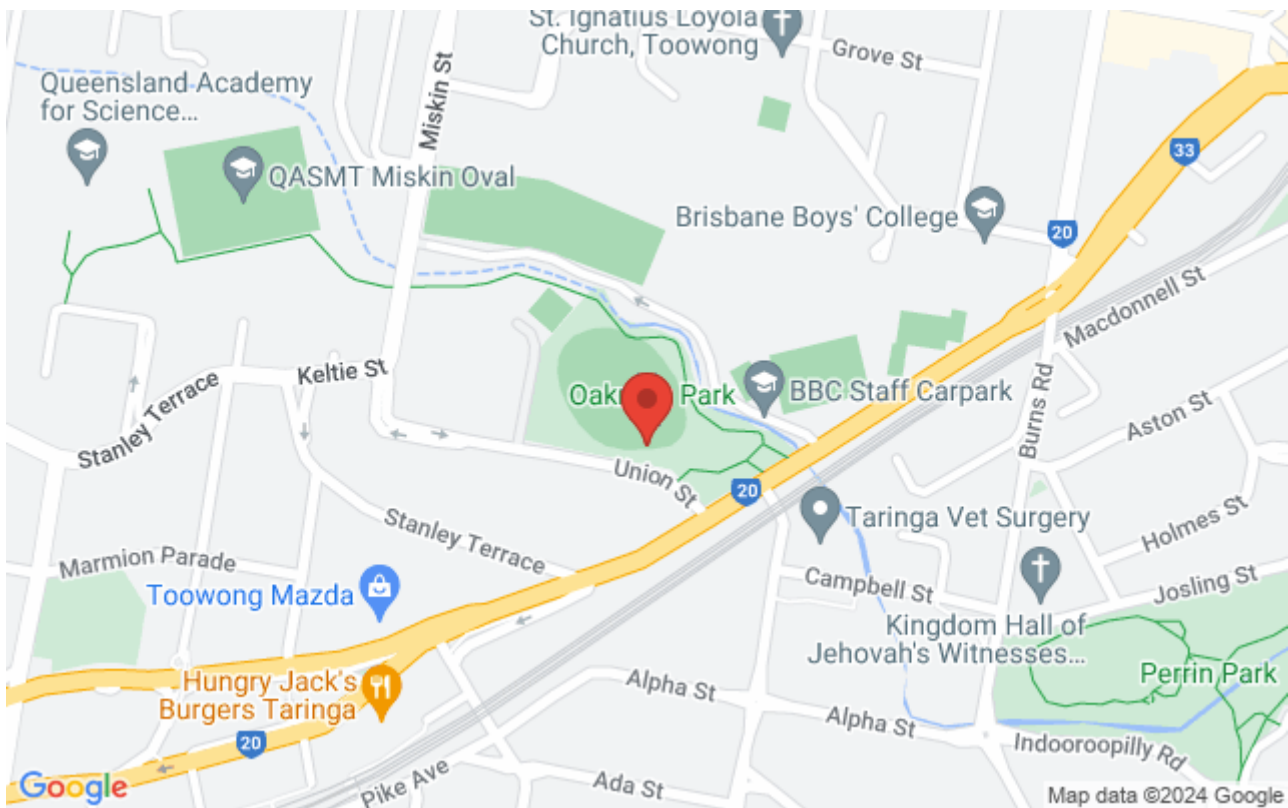 St. Ignatius Loyola
Church, Toowong
Grove St
Miskin St
Queensland Academy
for Science...
33
QASMT Miskin Oval
Brisbane Boys' College
20
Macdonnell St
Keltie St
Stanley Terrace
Park
BBC Staff Carpark
Burns Rd
Aston St
Union St
20
Stanley Terrace
Taringa Vet Surgery
Holmes St
Marmion Parade
Toowong Mazda
Campbell St
Josling St
Kingdom Hall of
Jehovah's Witnesses...
Perrin Park
Hungry Jack's
Burgers Taringa
Alpha St
Alpha St
20
Indooroopilly Rd
Pike Ave
Ada St
Google
Map data ©2024 Google